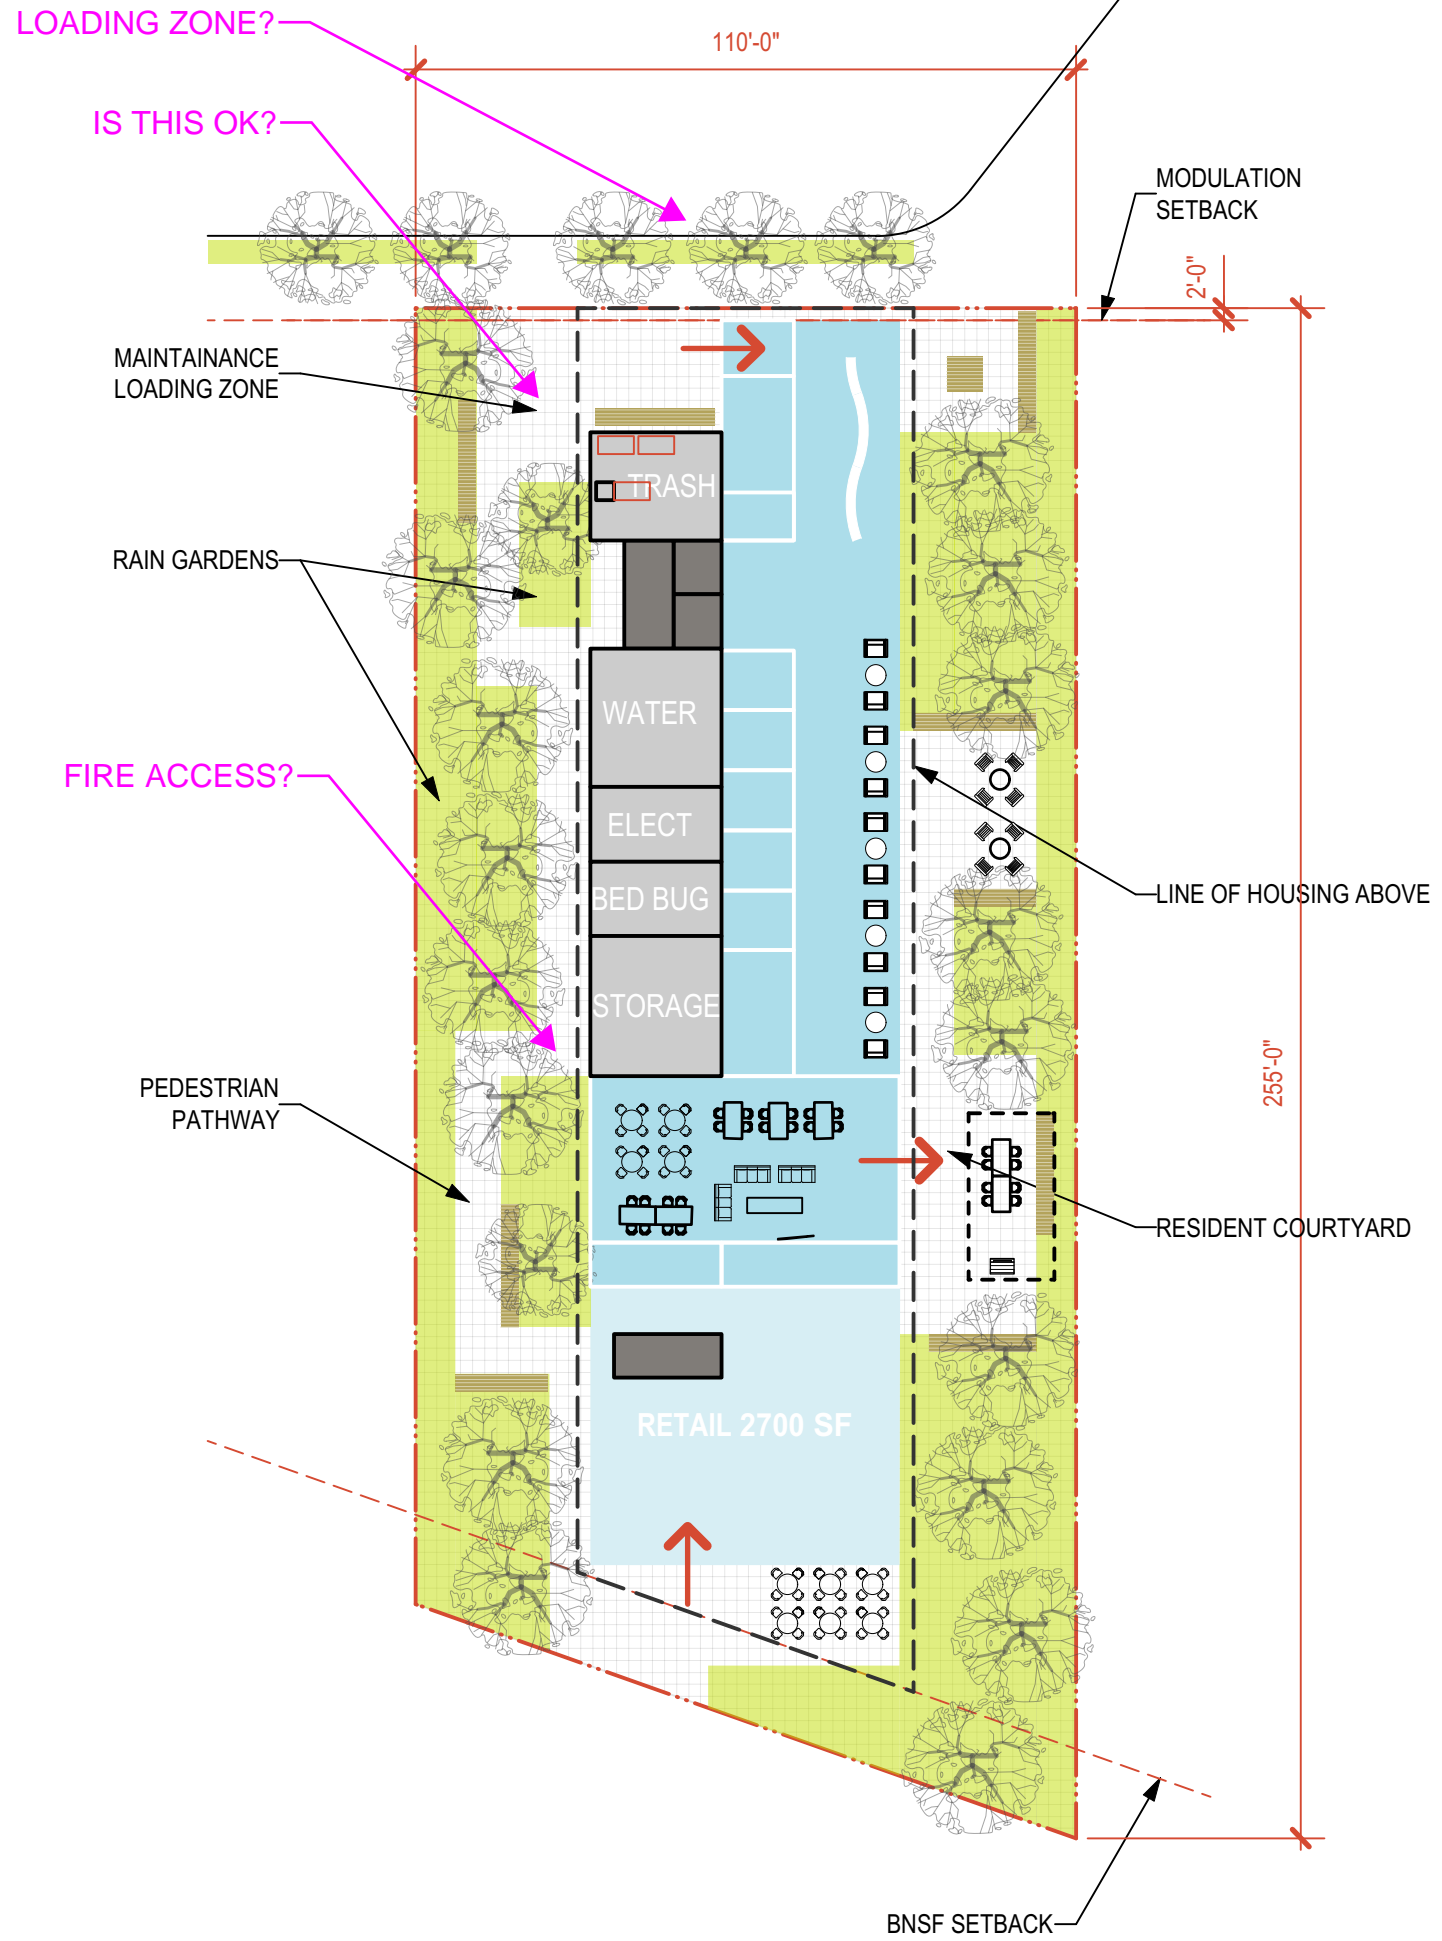 LOADING ZONE?
110'-0"
IS THIS OK?
MODULATION
SETBACK
2'-0"
MAINTAINANCE
LOADING ZONE
TRASH
RAIN GARDENS
WATER
FIRE ACCESS?
ELECT
BED BUG
LINE OF HOUSING ABOVE
STORAGE
255'-0"
PEDESTRIAN
PATHWAY
RESIDENT COURTYARD
RETAIL 2700 SF
BNSF SETBACK